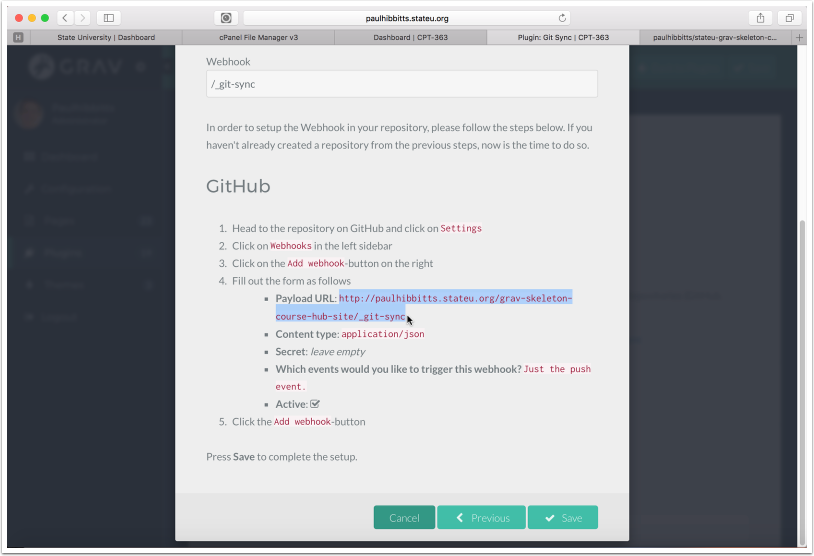 paulhibbitts.stateu.org
H
State University | Dashboard
cPanel File Manager v3
Dashboard | CPT-363
Plugin: Git Sync | CPT-363
paulhibbitts/stateu-grav-skeleton-c...
GRAV
Webhook
/_git-sync
In order to setup the Webhook in your repository, please follow the steps below. If you
haven't already created a repository from the previous steps, now is the time to do so.
GitHub
1. Head to the repository on GitHub and click on Settings
2. Click on Webhooks in the left sidebar
3. Click on the Add webhook-button on the right
4. Fill out the form as follows
Payload URL: http://paulhibbitts.stateu.org/grav-skeleton-
course-hub-site/_git-sync
Content type: application/json
Secret: leave empty
Which events would you like to trigger this webhook? Just the push
event.
Active:
5. Click the Add webhook-button
Press Save to complete the setup.
Cancel
Previous
Save